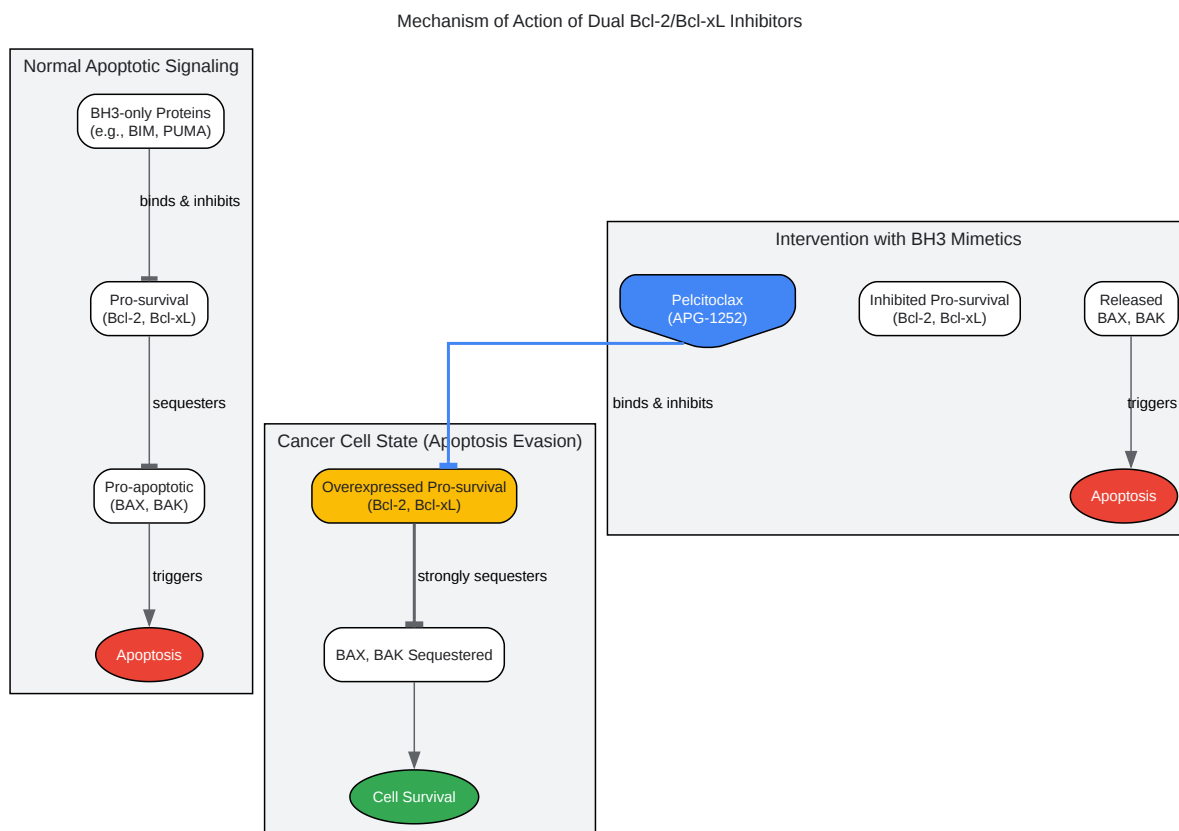 Mechanism of Action of Dual Bcl-2/Bcl-xL Inhibitors
Normal Apoptotic Signaling
BH3-only Proteins
(e.g., BIM, PUMA)
binds & inhibits
Pro-survival
(Bcl-2, Bcl-xL)
sequesters
Pro-apoptotic
(BAX, BAK)
triggers
Apoptosis
Cancer Cell State (Apoptosis Evasion)
Overexpressed Pro-survival
(Bcl-2, Bcl-xL)
strongly sequesters
BAX, BAK Sequestered
Cell Survival
Intervention with BH3 Mimetics
Pelcitoclax
(APG-1252)
binds & inhibits
Inhibited Pro-survival
(Bcl-2, Bcl-xL)
Released
BAX, BAK
triggers
Apoptosis